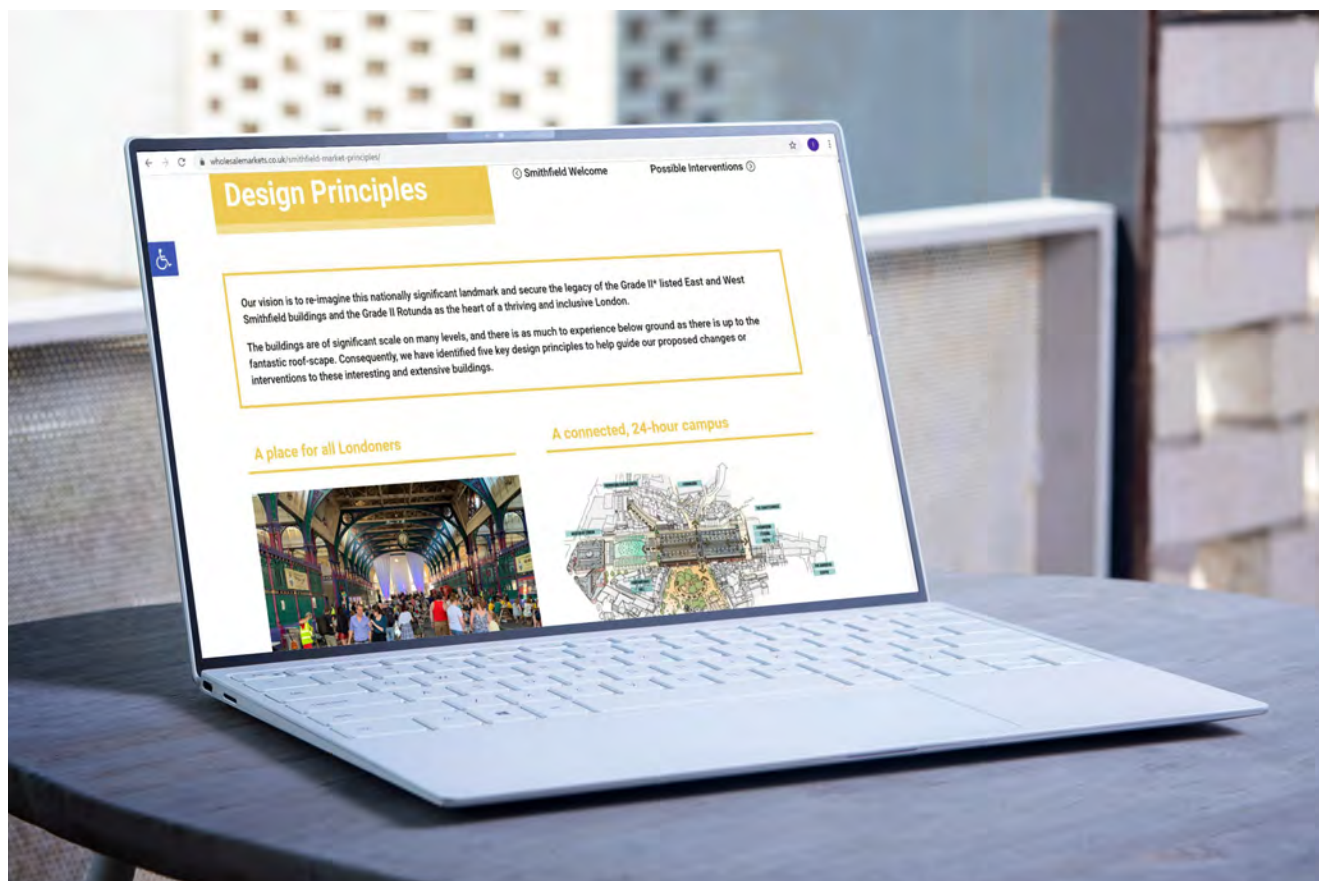 wholesalemarkets.co.uk/smithfield-market-principles/
Design Principles
Smithfield Welcome
Possible Interventions
Our vision is to re-imagine this nationally significant landmark and secure the legacy of the Grade II* listed East and West
Smithfield buildings and the Grade II Rotunda as the heart of a thriving and inclusive London.
The buildings are of significant scale on many levels, and there is as much to experience below ground as there is up to the
fantastic roof-scape. Consequently, we have identified five key design principles to help guide our proposed changes or
interventions to these interesting and extensive buildings.
A place for all Londoners
A connected, 24-hour campus